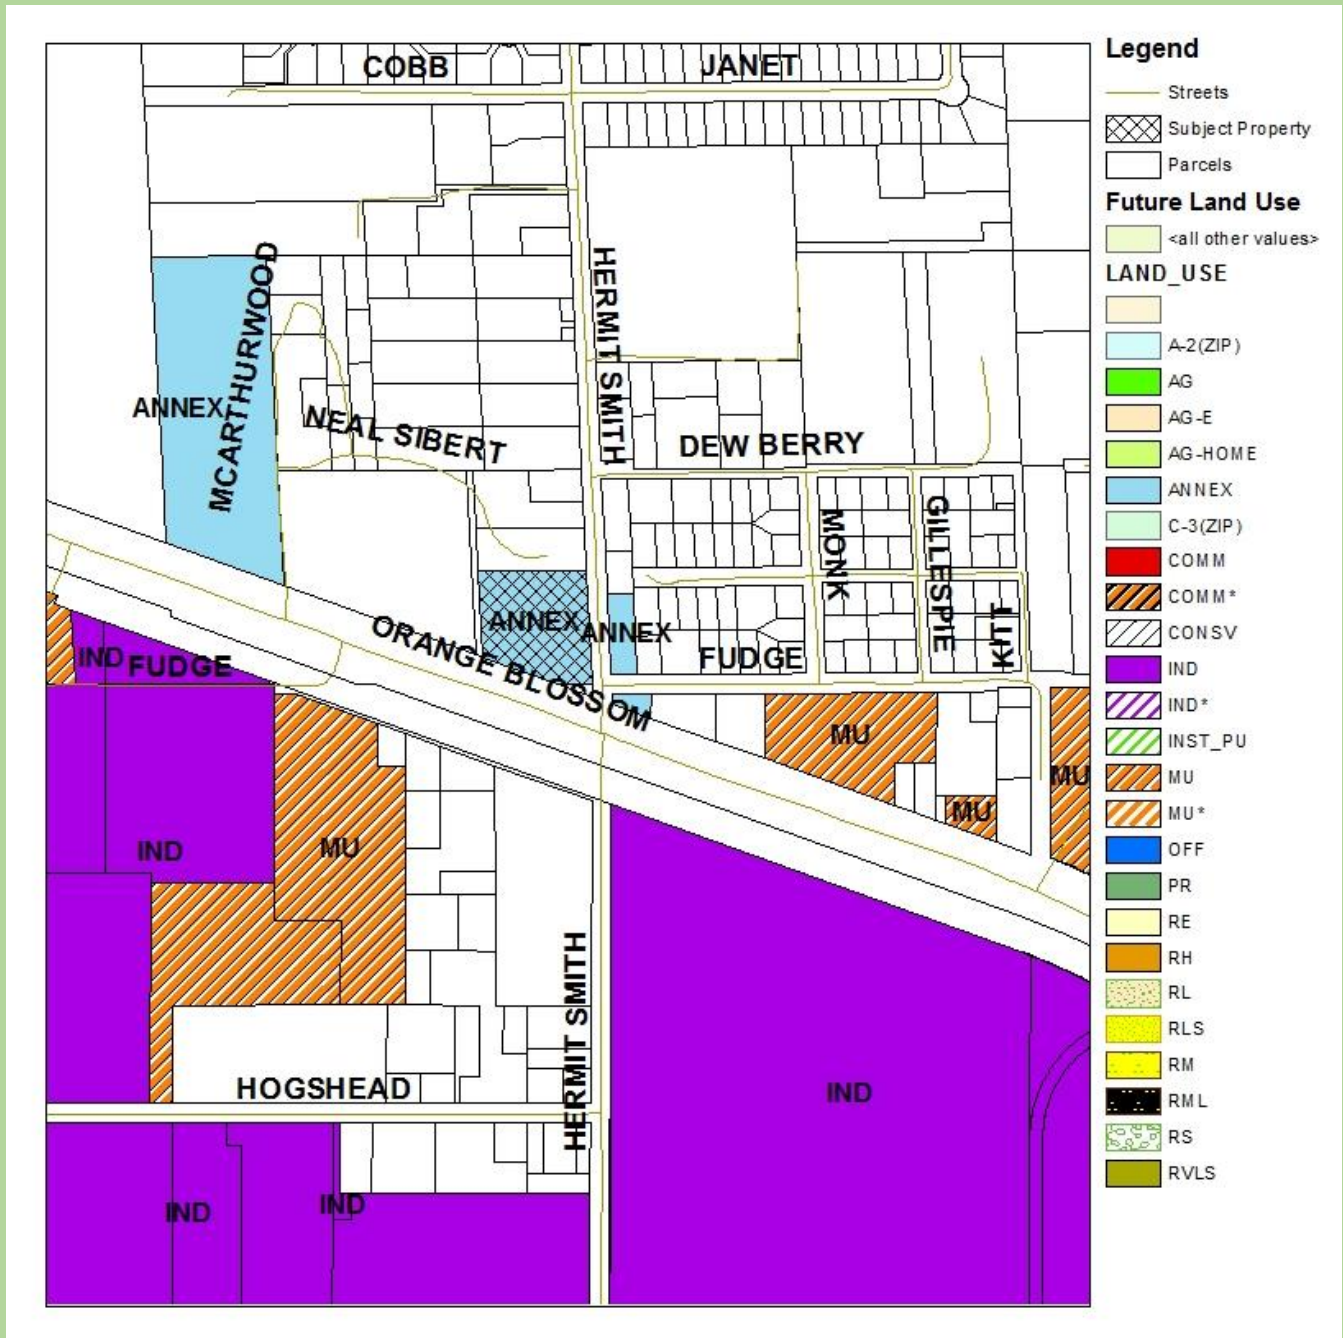 COBB
JANET
HERMIT SMITH
MCARTHURWOOD
ANNEX
NEAL SIBERT
DEW BERRY
MONK
GILLESPIE
KITT
ANNEX
ANNEX
ORANGE BLOSSOM
FUDGE
IND
FUDGE
MU
MU
MU
IND
MU
HERMIT SMITH
HOGSHEAD
IND
IND
IND
Legend
Streets
Subject Property
Parcels
Future Land Use
<all other values>
LAND_USE
A-2(ZIP)
AG
AG-E
AG-HOME
ANNEX
C-3(ZIP)
COMM
COMM*
CONSV
IND
IND*
INST_PU
MU
MU*
OFF
PR
RE
RH
RL
RLS
RM
RML
RS
RVLS